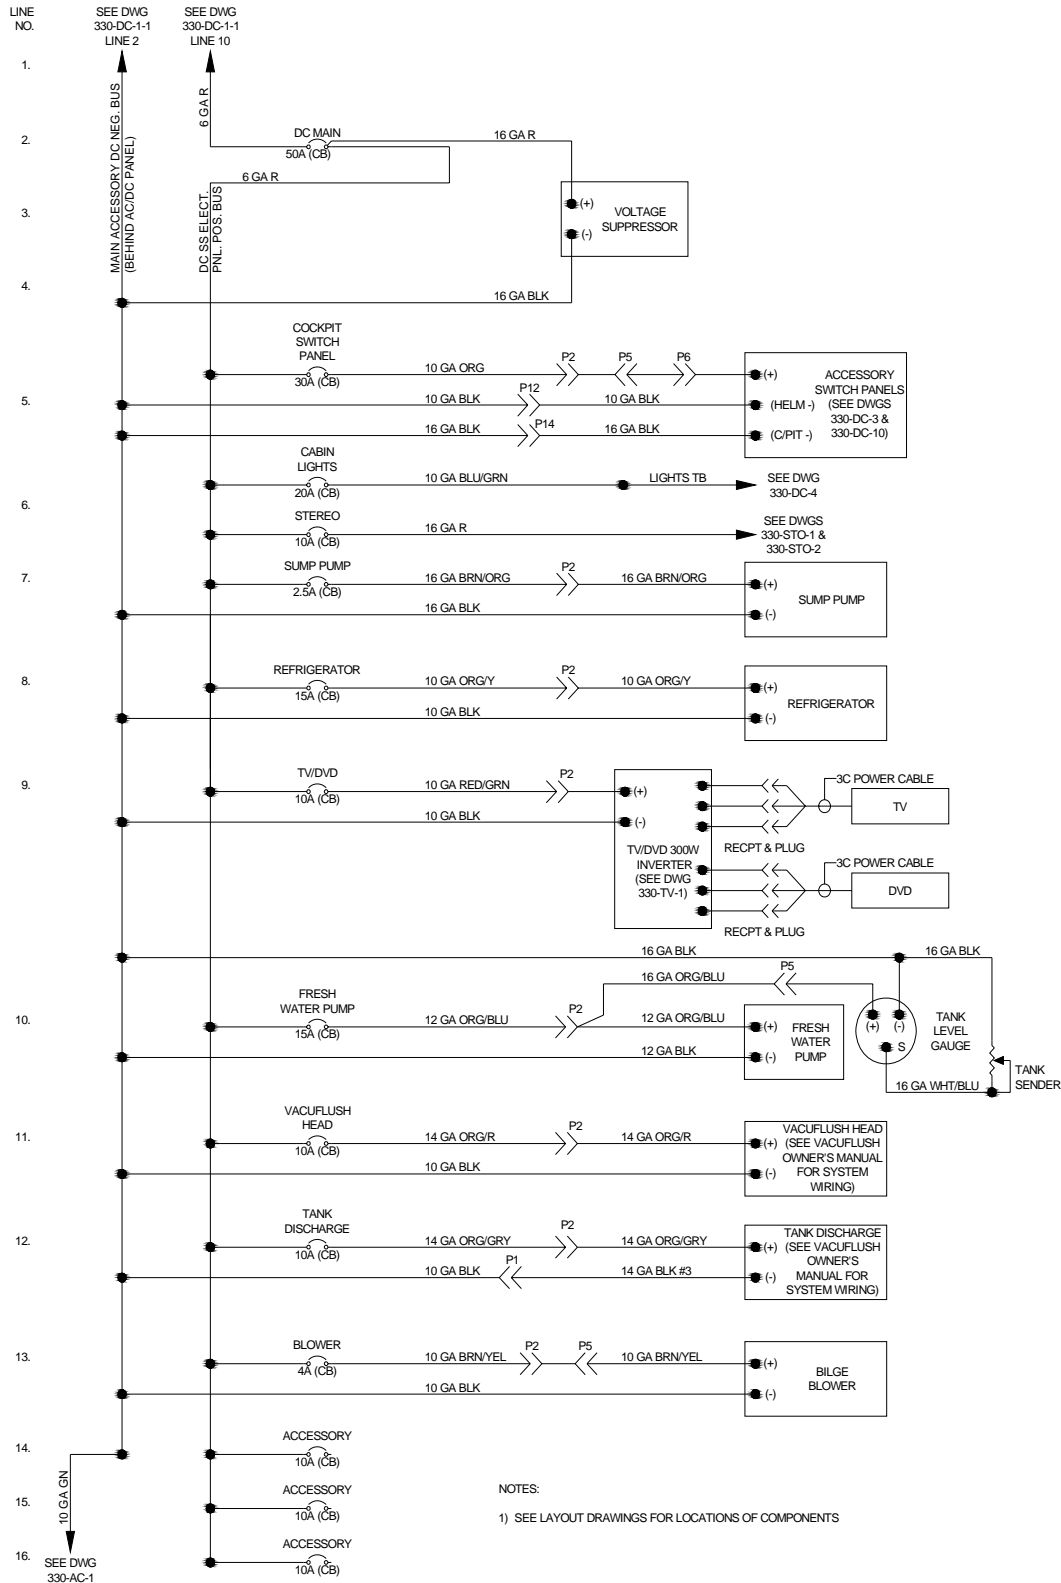 LINE NO.
SEE DWG 330-DC-1-1 LINE 2
SEE DWG 330-DC-1-1 LINE 10
1.
MAIN ACCESSORY DC NEG. BUS
(BEHIND AC/DC PANEL)
6 GA R
2.
DC MAIN
50A (CB)
16 GA R
6 GA R
DC SS ELECT.
PNL. POS. BUS
3.
(+)
(-)
VOLTAGE
SUPPRESSOR
4.
16 GA BLK
COCKPIT
SWITCH
PANEL
30A (CB)
10 GA ORG
P2
P5
P6
(+)
ACCESSORY
SWITCH PANELS
(SEE DWGS
330-DC-3 &
330-DC-10)
5.
10 GA BLK
P12
10 GA BLK
(HELM -)
16 GA BLK
P14
16 GA BLK
(C/PIT -)
CABIN
LIGHTS
20A (CB)
10 GA BLU/GRN
LIGHTS TB
SEE DWG
330-DC-4
6.
STEREO
10A (CB)
16 GA R
SEE DWGS
330-STO-1 &
330-STO-2
7.
SUMP PUMP
2.5A (CB)
16 GA BRN/ORG
P2
16 GA BRN/ORG
(+)
16 GA BLK
(-)
SUMP PUMP
8.
REFRIGERATOR
15A (CB)
10 GA ORG/Y
P2
10 GA ORG/Y
(+)
10 GA BLK
(-)
REFRIGERATOR
9.
TV/DVD
10A (CB)
10 GA RED/GRN
P2
(+)
10 GA BLK
(-)
TV/DVD 300W
INVERTER
(SEE DWG
330-TV-1)
3C POWER CABLE
TV
RECPT & PLUG
3C POWER CABLE
DVD
RECPT & PLUG
16 GA BLK
16 GA BLK
16 GA ORG/BLU
P5
10.
FRESH
WATER PUMP
15A (CB)
12 GA ORG/BLU
P2
12 GA ORG/BLU
(+)
12 GA BLK
(-)
FRESH
WATER
PUMP
(+)
(-)
S
TANK
LEVEL
GAUGE
16 GA WHT/BLU
TANK
SENDER
11.
VACUFLUSH
HEAD
10A (CB)
14 GA ORG/R
P2
14 GA ORG/R
(+)
10 GA BLK
(-)
VACUFLUSH HEAD
(SEE VACUFLUSH
OWNER'S MANUAL
FOR SYSTEM
WIRING)
12.
TANK
DISCHARGE
10A (CB)
14 GA ORG/GRY
P2
14 GA ORG/GRY
(+)
10 GA BLK
P1
14 GA BLK #3
(-)
TANK DISCHARGE
(SEE VACUFLUSH
OWNER'S
MANUAL FOR
SYSTEM WIRING)
13.
BLOWER
4A (CB)
10 GA BRN/YEL
P2
P5
10 GA BRN/YEL
(+)
10 GA BLK
(-)
BILGE
BLOWER
14.
ACCESSORY
10A (CB)
10 GA GN
15.
ACCESSORY
10A (CB)
NOTES:
1) SEE LAYOUT DRAWINGS FOR LOCATIONS OF COMPONENTS
16.
SEE DWG
330-AC-1
ACCESSORY
10A (CB)